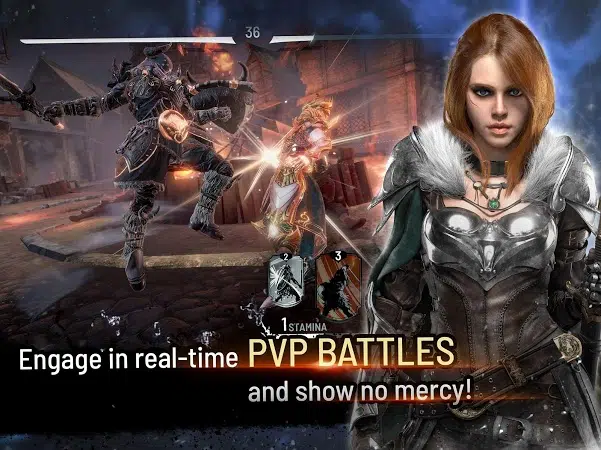 36
2
3
1 STAMINA
Engage in real-time PVP BATTLES
and show no mercy!